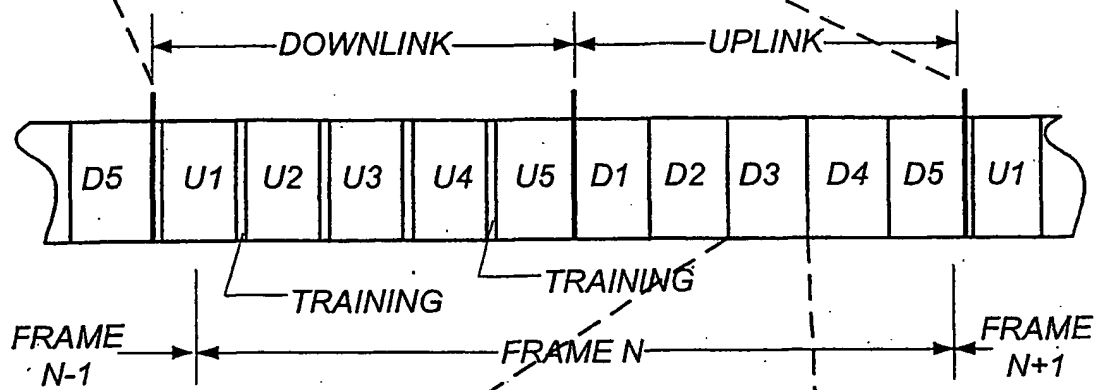 DOWNLINK UPLINK
D5 U1 U2 U3 U4 U5 D1 D2 D3 D4 D5 U1
TRAINING TRAINING
FRAME N-1
FRAME N
FRAME N+1